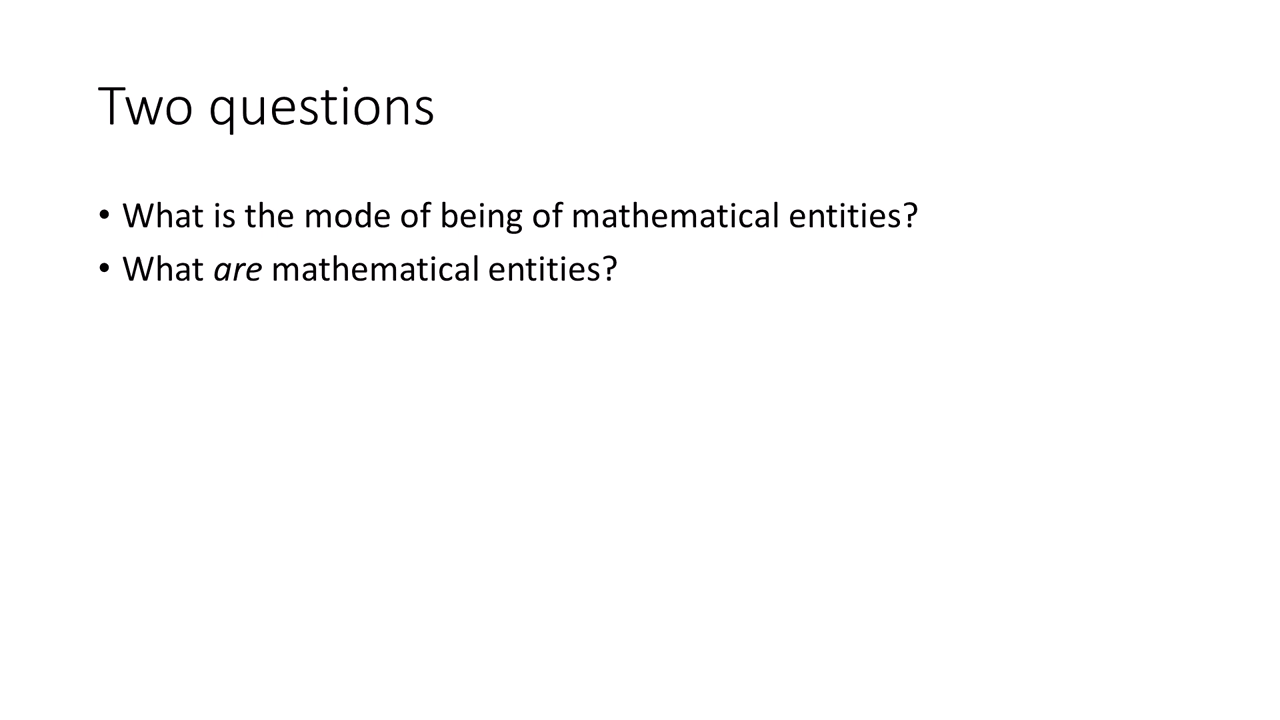 Two questions
• What is the mode of being of mathematical entities?
• What are mathematical entities?